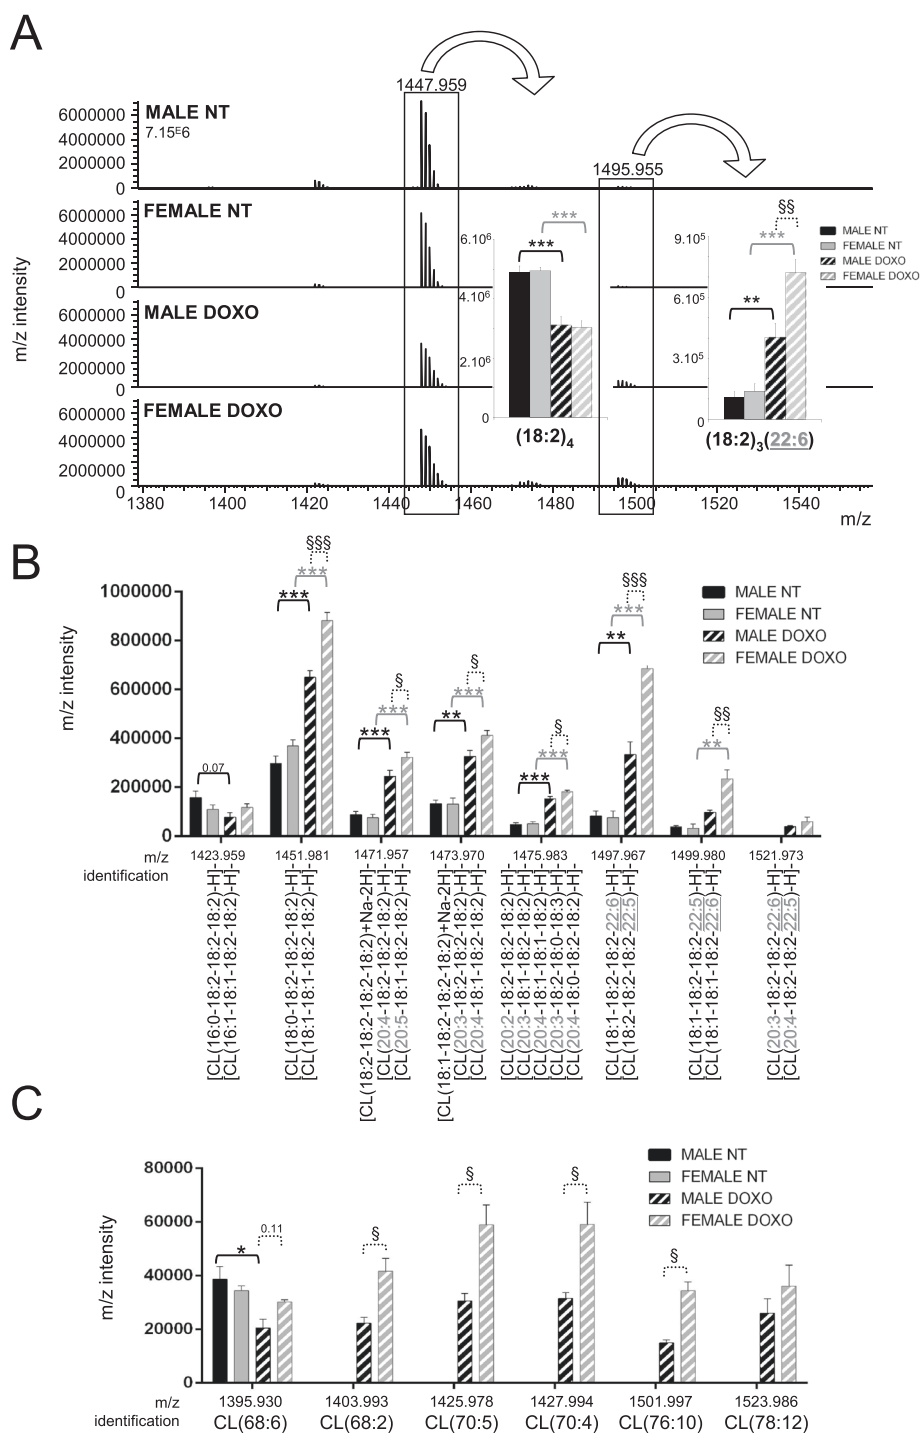 A
1447.959
1495.955
MALE NT
7.15E6
6000000
4000000
2000000
0
FEMALE NT
6000000
4000000
2000000
0
MALE DOXO
6000000
4000000
2000000
0
FEMALE DOXO
6000000
4000000
2000000
0
m/z intensity
1380 1400 1420 1440 1460 1480 1500 1520 1540
m/z
***
***
6.10⁶
4.10⁶
2.10⁶
0
(18:2)₄
§§
***
**
9.10⁵
6.10⁵
3.10⁵
0
(18:2)₃(22:6)
MALE NT
FEMALE NT
MALE DOXO
FEMALE DOXO
B
m/z intensity
1000000
800000
600000
400000
200000
0
MALE NT
FEMALE NT
MALE DOXO
FEMALE DOXO
0.07
§§§
***
***
§
***
***
§
***
**
§
***
***
§§§
***
**
§§
**
m/z 1423.959 1451.981 1471.957 1473.970 1475.983 1497.967 1499.980 1521.973
identification
[CL(16:0-18:2-18:2-18:2)-H]-
[CL(16:1-18:1-18:2-18:2)-H]-
[CL(18:0-18:2-18:2-18:2)-H]-
[CL(18:1-18:1-18:2-18:2)-H]-
[CL(18:2-18:2-18:2-18:2)+Na-2H]-
[CL(20:4-18:2-18:2-18:2)-H]-
[CL(20:5-18:1-18:2-18:2)-H]-
[CL(18:1-18:2-18:2-18:2)+Na-2H]-
[CL(20:3-18:2-18:2-18:2)-H]-
[CL(20:4-18:1-18:2-18:2)-H]-
[CL(20:2-18:2-18:2-18:2)-H]-
[CL(20:3-18:1-18:2-18:2)-H]-
[CL(20:4-18:1-18:1-18:2)-H]-
[CL(20:3-18:2-18:0-18:3)-H]-
[CL(20:4-18:0-18:2-18:2)-H]-
[CL(18:1-18:2-18:2-22:6)-H]-
[CL(18:2-18:2-18:2-22:5)-H]-
[CL(18:1-18:2-18:2-22:5)-H]-
[CL(18:1-18:1-18:2-22:6)-H]-
[CL(20:3-18:2-18:2-22:6)-H]-
[CL(20:4-18:2-18:2-22:5)-H]-
C
m/z intensity
80000
60000
40000
20000
0
MALE NT
FEMALE NT
MALE DOXO
FEMALE DOXO
*
0.11
§
§
§
§
m/z 1395.930 1403.993 1425.978 1427.994 1501.997 1523.986
identification CL(68:6) CL(68:2) CL(70:5) CL(70:4) CL(76:10) CL(78:12)